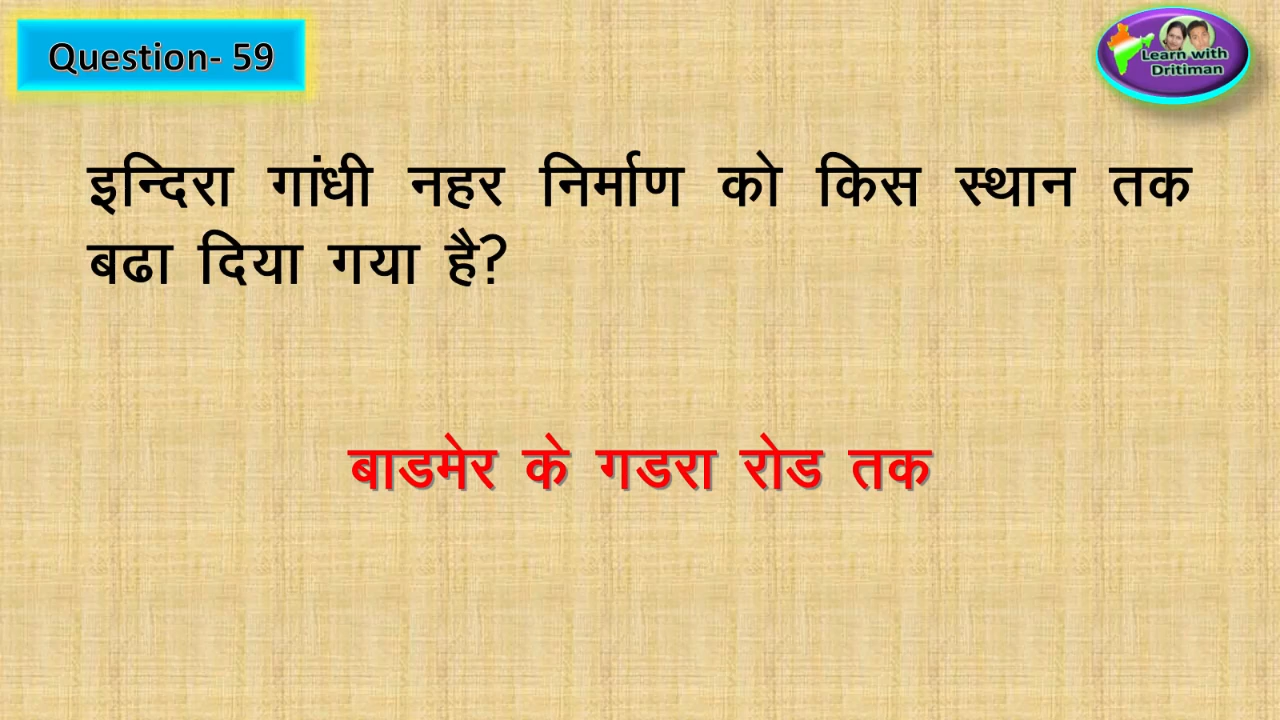 Question- 59
Learn with
Dritiman
इन्दिरा गांधी नहर निर्माण को किस स्थान तक
बढा दिया गया है?
बाडमेर के गडरा रोड तक